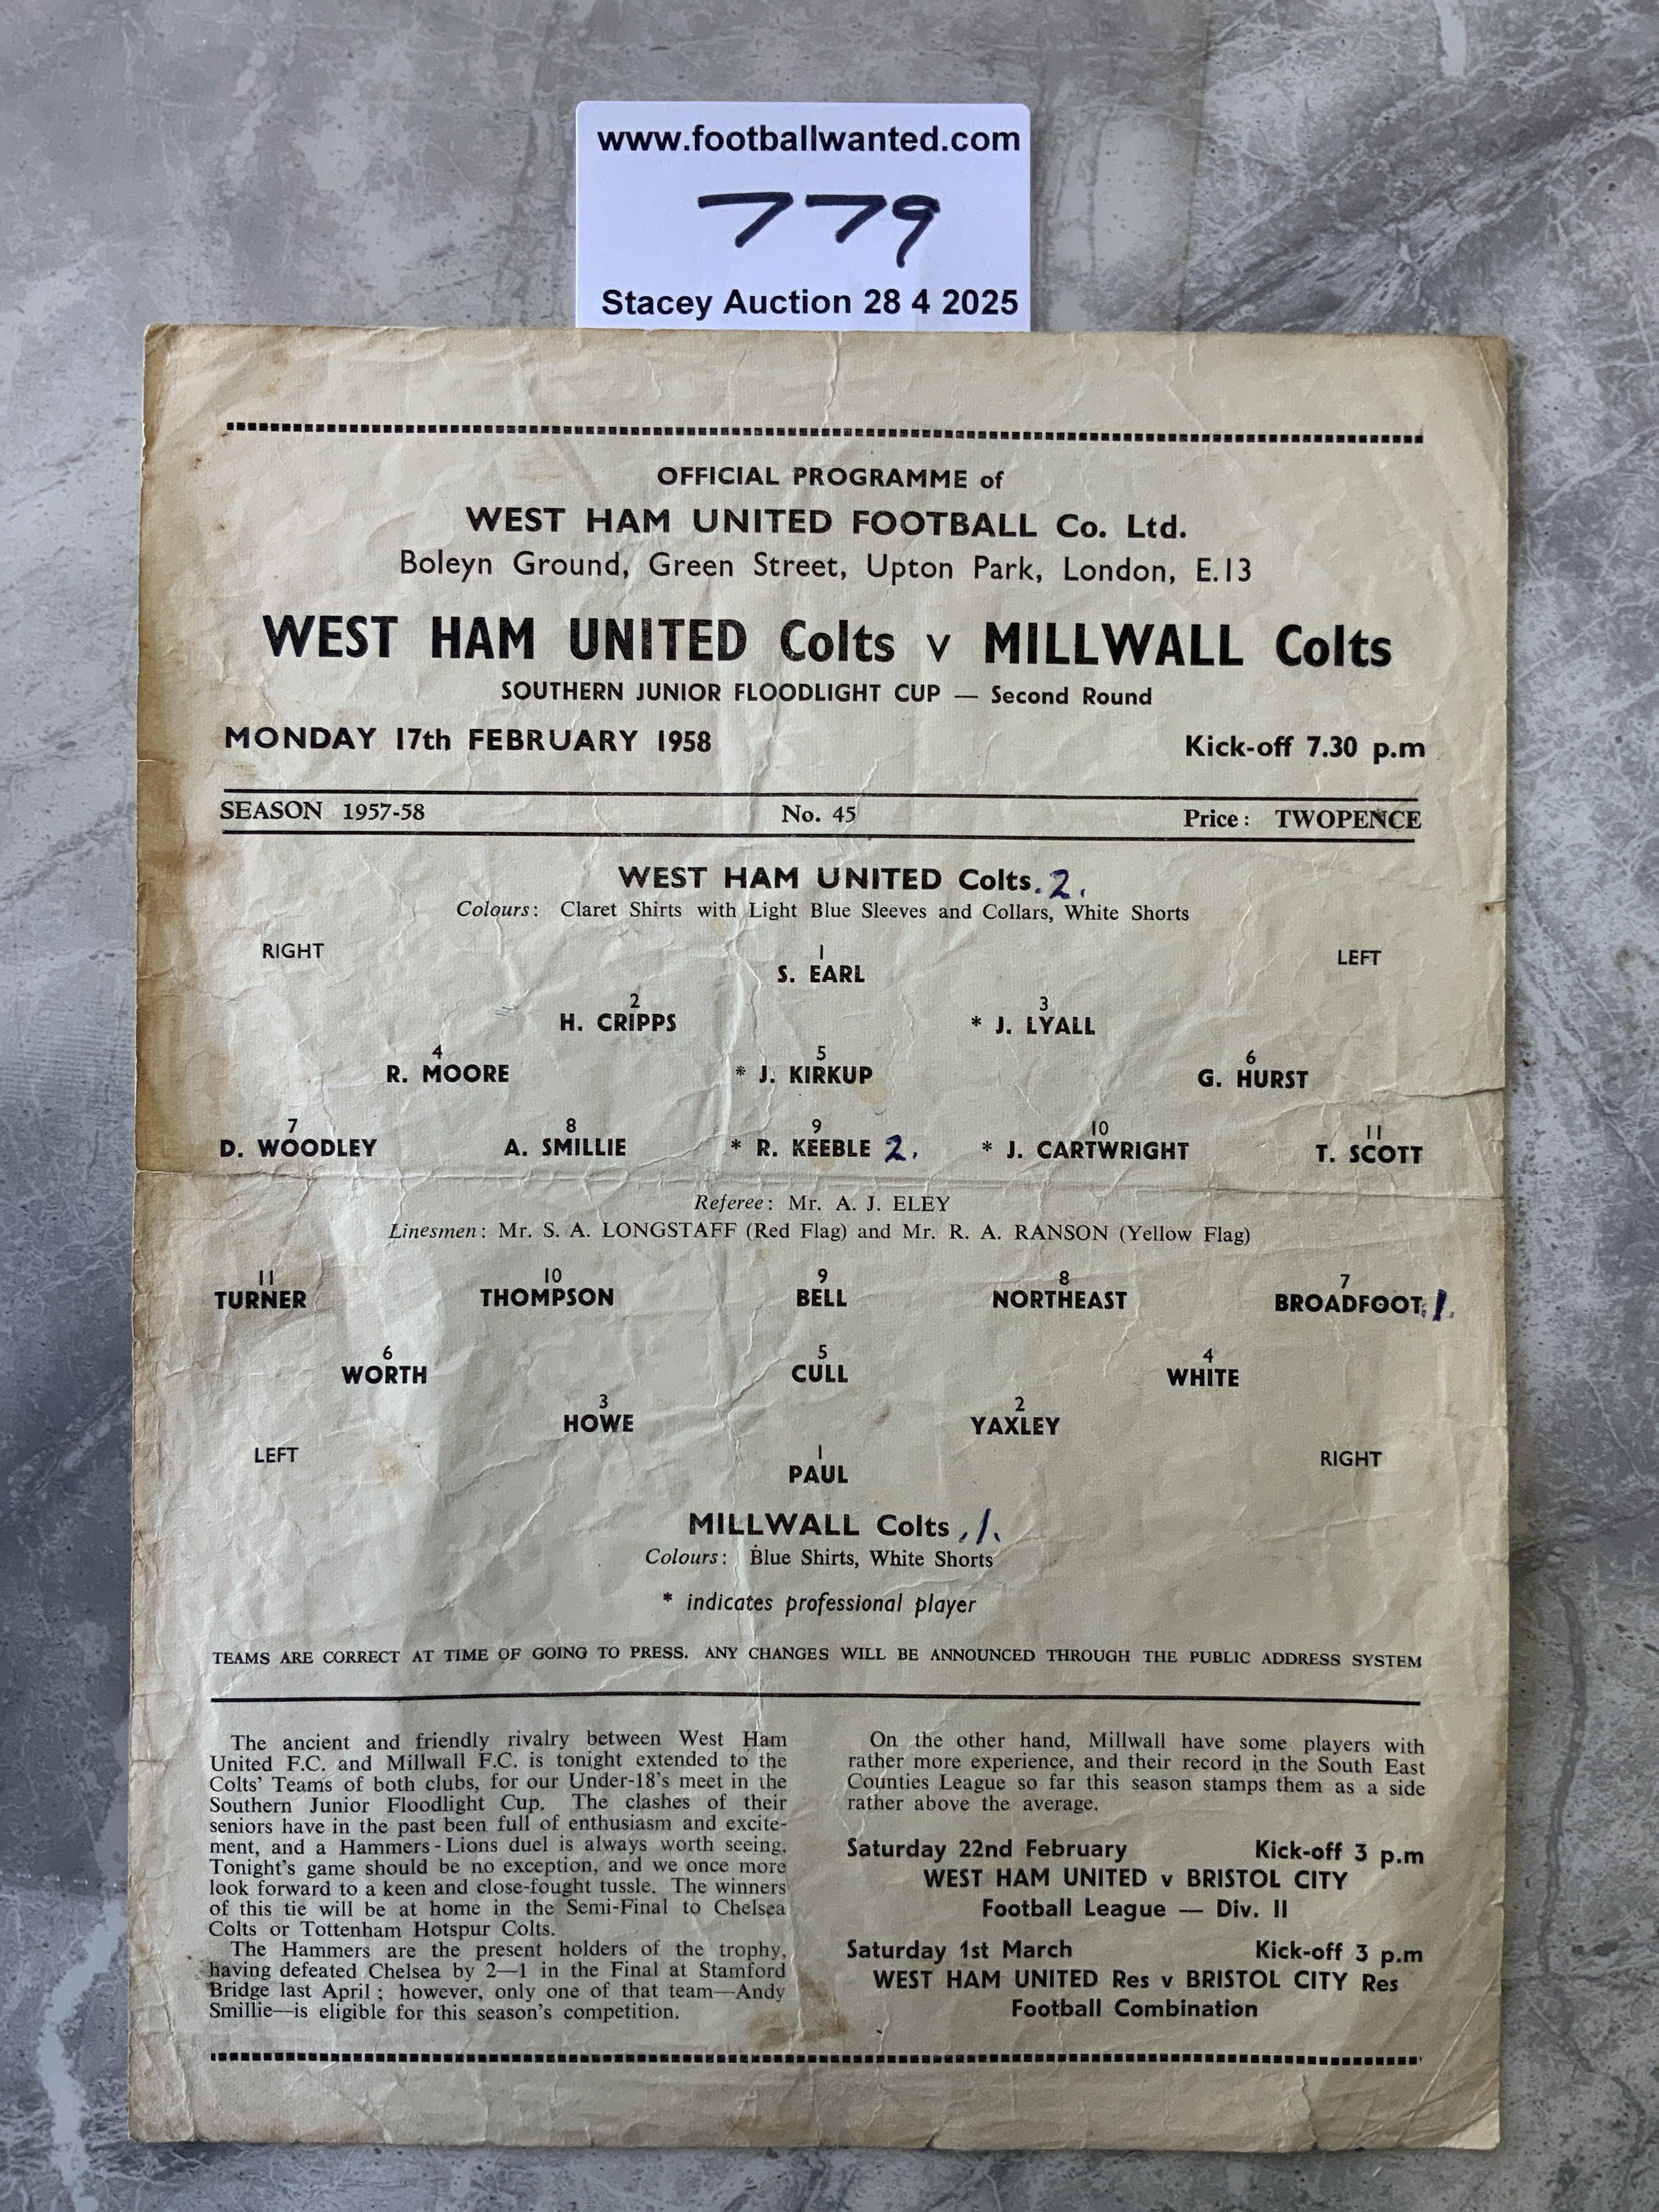 www.footballwanted.com
779
Stacey Auction 28 4 2025
OFFICIAL PROGRAMME of
WEST HAM UNITED FOOTBALL Co. Ltd.
Boleyn Ground, Green Street, Upton Park, London, E.13
WEST HAM UNITED Colts v MILLWALL Colts
SOUTHERN JUNIOR FLOODLIGHT CUP — Second Round
MONDAY 17th FEBRUARY 1958 Kick-off 7.30 p.m
SEASON 1957-58 No. 45 Price: TWOPENCE
WEST HAM UNITED Colts. 2.
Colours: Claret Shirts with Light Blue Sleeves and Collars, White Shorts
RIGHT 1 LEFT
S. EARL
2 3
H. CRIPPS * J. LYALL
4 5 6
R. MOORE * J. KIRKUP G. HURST
7 8 9 10 11
D. WOODLEY A. SMILLIE * R. KEEBLE 2. * J. CARTWRIGHT T. SCOTT
Referee: Mr. A. J. ELEY
Linesmen: Mr. S. A. LONGSTAFF (Red Flag) and Mr. R. A. RANSON (Yellow Flag)
11 10 9 8 7
TURNER THOMPSON BELL NORTHEAST BROADFOOT. 1.
6 5 4
WORTH CULL WHITE
3 2
HOWE YAXLEY
LEFT 1 RIGHT
PAUL
MILLWALL Colts . 1.
Colours: Blue Shirts, White Shorts
* indicates professional player
TEAMS ARE CORRECT AT TIME OF GOING TO PRESS. ANY CHANGES WILL BE ANNOUNCED THROUGH THE PUBLIC ADDRESS SYSTEM
The ancient and friendly rivalry between West Ham
United F.C. and Millwall F.C. is tonight extended to the
Colts' Teams of both clubs, for our Under-18's meet in the
Southern Junior Floodlight Cup. The clashes of their
seniors have in the past been full of enthusiasm and excite-
ment, and a Hammers-Lions duel is always worth seeing.
Tonight's game should be no exception, and we once more
look forward to a keen and close-fought tussle. The winners
of this tie will be at home in the Semi-Final to Chelsea
Colts or Tottenham Hotspur Colts.
The Hammers are the present holders of the trophy,
having defeated Chelsea by 2—1 in the Final at Stamford
Bridge last April; however, only one of that team—Andy
Smillie—is eligible for this season's competition.
On the other hand, Millwall have some players with
rather more experience, and their record in the South East
Counties League so far this season stamps them as a side
rather above the average.
Saturday 22nd February Kick-off 3 p.m
WEST HAM UNITED v BRISTOL CITY
Football League — Div. II
Saturday 1st March Kick-off 3 p.m
WEST HAM UNITED Res v BRISTOL CITY Res
Football Combination